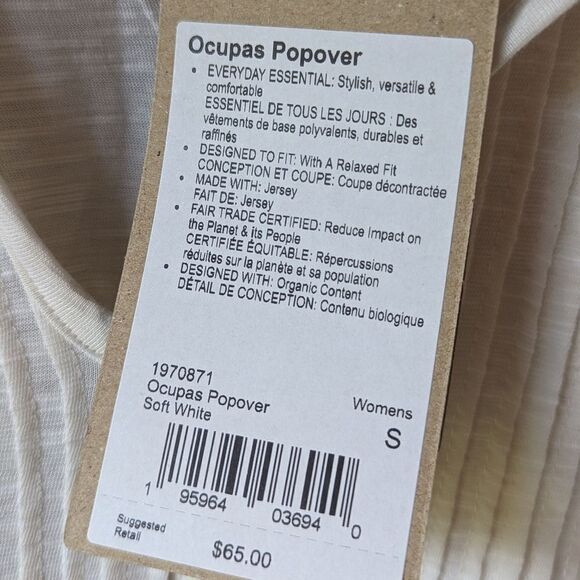 Ocupas Popover
• EVERYDAY ESSENTIAL: Stylish, versatile &
comfortable
ESSENTIEL DE TOUS LES JOURS : Des
vêtements de base polyvalents, durables et
raffinés
• DESIGNED TO FIT: With A Relaxed Fit
CONCEPTION ET COUPE: Coupe décontractée
• MADE WITH: Jersey
FAIT DE: Jersey
• FAIR TRADE CERTIFIED: Reduce Impact on
the Planet & its People
CERTIFIÉE ÉQUITABLE: Répercussions
réduites sur la planète et sa population
• DESIGNED WITH: Organic Content
DÉTAIL DE CONCEPTION: Contenu biologique
1970871
Ocupas Popover
Soft White
Womens
S
1 95964 03694 0
Suggested
Retail
$65.00